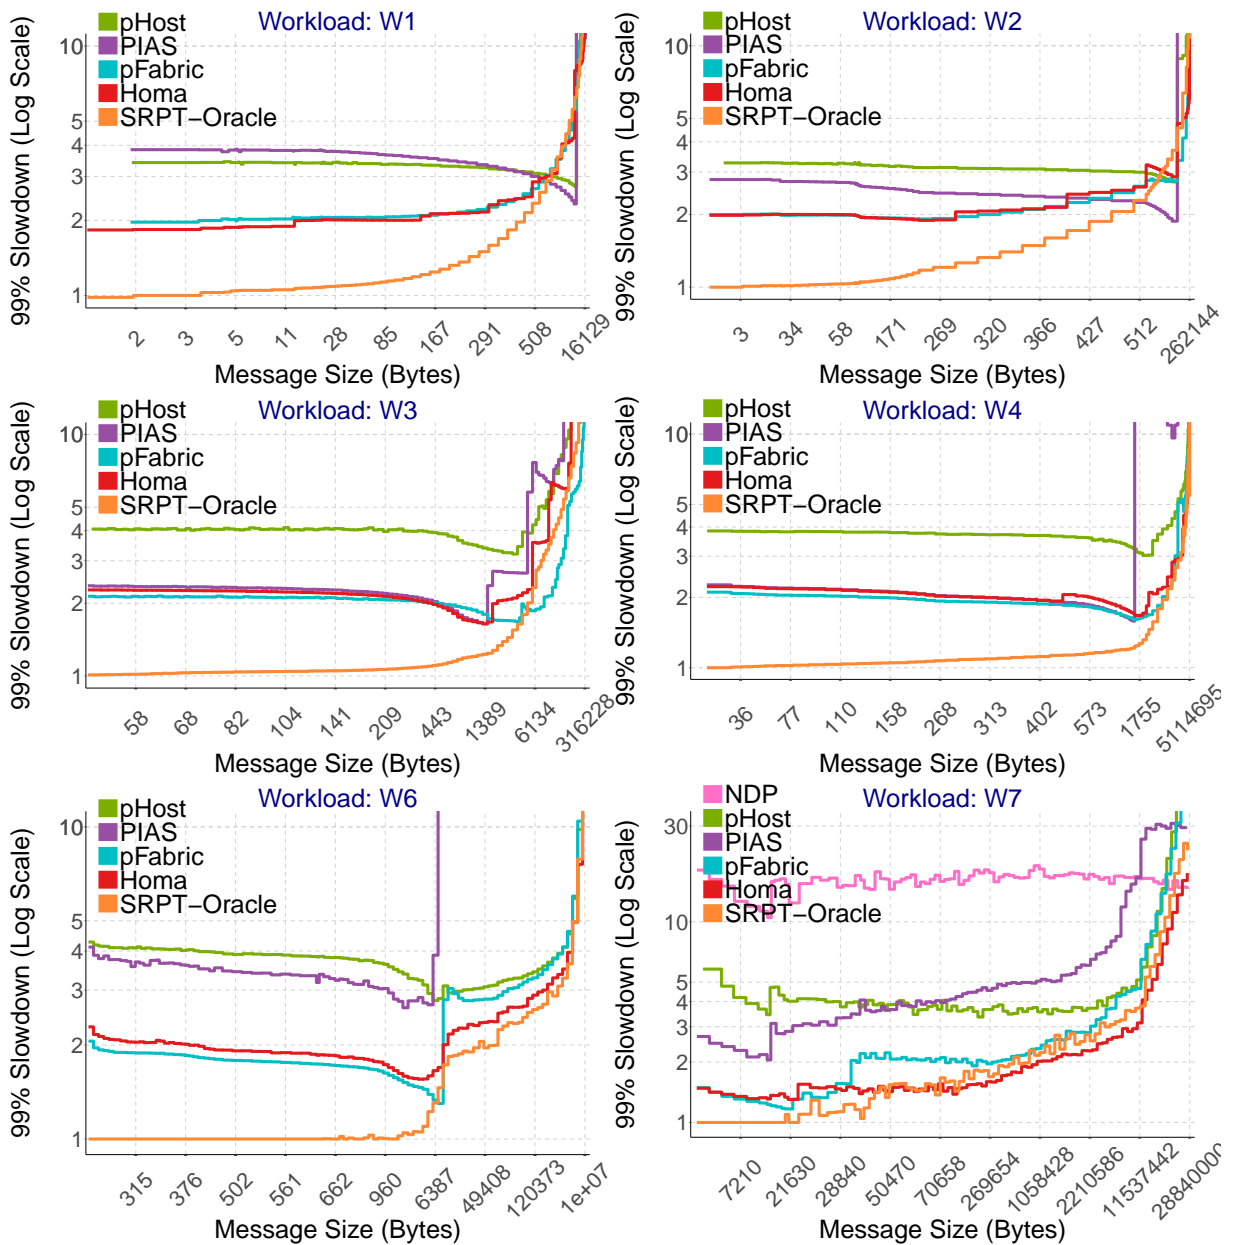 Workload: W1
pHost
PIAS
pFabric
Homa
SRPT−Oracle
99% Slowdown (Log Scale)
10
5
4
3
2
1
2 3 5 11 28 85 167 291 508 16129
Message Size (Bytes)
Workload: W2
pHost
PIAS
pFabric
Homa
SRPT−Oracle
99% Slowdown (Log Scale)
10
5
4
3
2
1
3 34 58 171 269 320 366 427 512 262144
Message Size (Bytes)
Workload: W3
pHost
PIAS
pFabric
Homa
SRPT−Oracle
99% Slowdown (Log Scale)
10
5
4
3
2
1
58 68 82 104 141 209 443 1389 6134 316228
Message Size (Bytes)
Workload: W4
pHost
PIAS
pFabric
Homa
SRPT−Oracle
99% Slowdown (Log Scale)
10
5
4
3
2
1
36 77 110 158 268 313 402 573 1755 5114695
Message Size (Bytes)
Workload: W6
pHost
PIAS
pFabric
Homa
SRPT−Oracle
99% Slowdown (Log Scale)
10
5
4
3
2
1
315 376 502 561 662 960 6387 49408 120373 1e+07
Message Size (Bytes)
Workload: W7
NDP
pHost
PIAS
pFabric
Homa
SRPT−Oracle
99% Slowdown (Log Scale)
30
10
5
4
3
2
1
7210 21630 28840 50470 70658 269654 1058428 2210586 11537442 28840000
Message Size (Bytes)